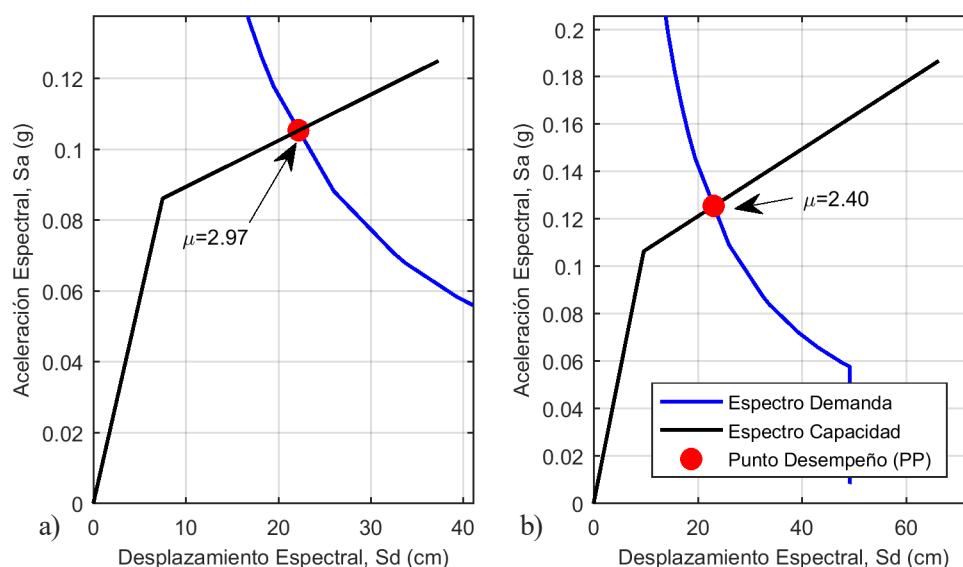 0.12
0.1
0.08
0.06
0.04
0.02
0
Aceleración Espectral, Sa (g)
μ=2.97
0 10 20 30 40
a)
Desplazamiento Espectral, Sd (cm)
0.2
0.18
0.16
0.14
0.12
0.1
0.08
0.06
0.04
0.02
0
Aceleración Espectral, Sa (g)
μ=2.40
Espectro Demanda
Espectro Capacidad
Punto Desempeño (PP)
0 20 40 60
b)
Desplazamiento Espectral, Sd (cm)